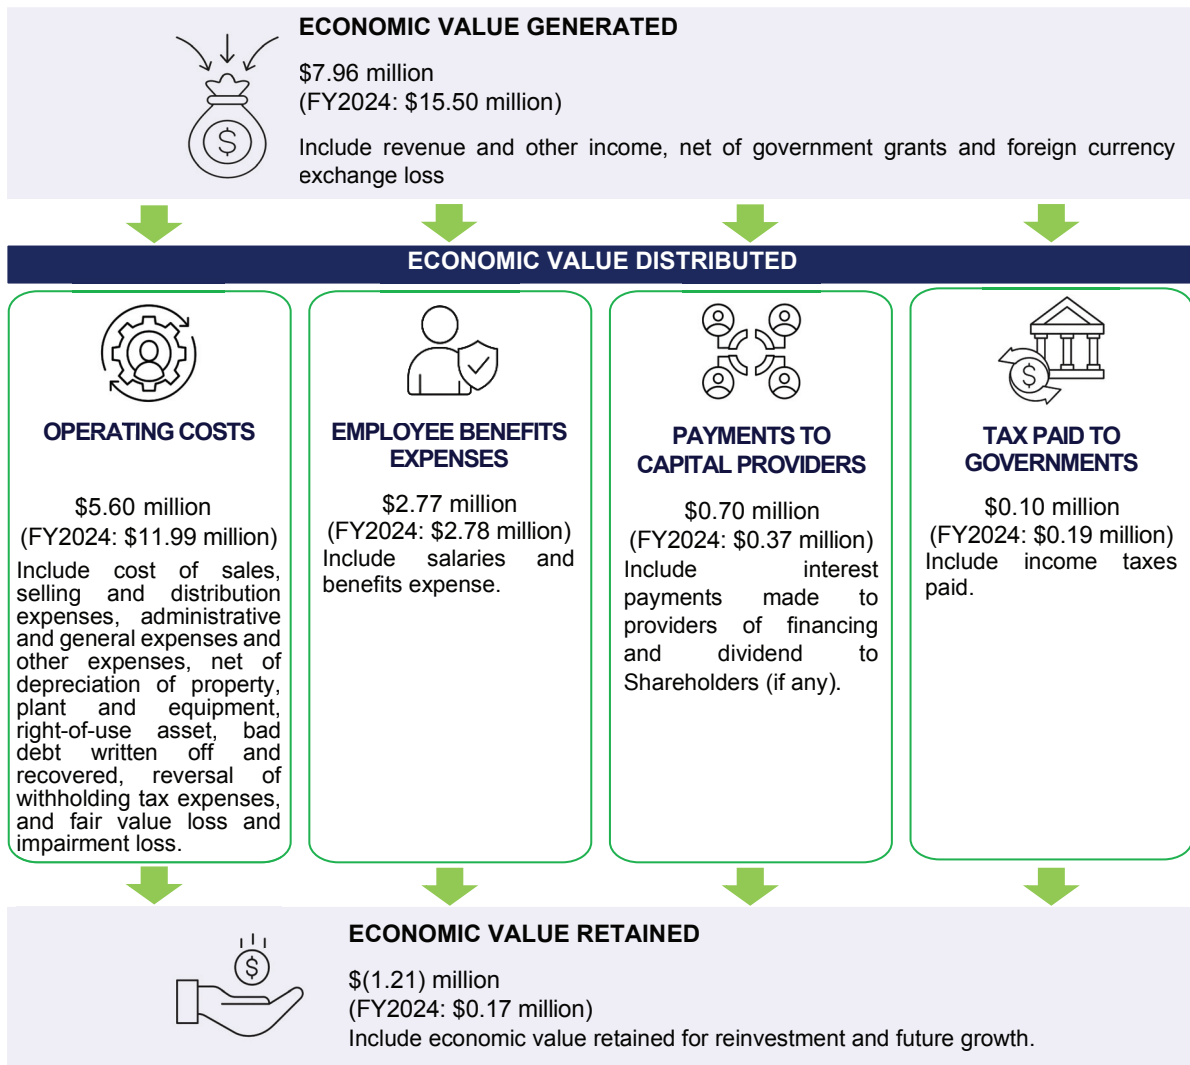 ECONOMIC VALUE GENERATED
$7.96 million
(FY2024: $15.50 million)
Include revenue and other income, net of government grants and foreign currency
exchange loss
$
ECONOMIC VALUE DISTRIBUTED
OPERATING COSTS
$5.60 million
(FY2024: $11.99 million)
Include cost of sales,
selling and distribution
expenses, administrative
and general expenses and
other expenses, net of
depreciation of property,
plant and equipment,
right-of-use asset, bad
debt written off and
recovered, reversal of
withholding tax expenses,
and fair value loss and
impairment loss.
EMPLOYEE BENEFITS
EXPENSES
$2.77 million
(FY2024: $2.78 million)
Include salaries and
benefits expense.
PAYMENTS TO
CAPITAL PROVIDERS
$0.70 million
(FY2024: $0.37 million)
Include interest
payments made to
providers of financing
and dividend to
Shareholders (if any).
$
TAX PAID TO
GOVERNMENTS
$0.10 million
(FY2024: $0.19 million)
Include income taxes
paid.
$
ECONOMIC VALUE RETAINED
$(1.21) million
(FY2024: $0.17 million)
Include economic value retained for reinvestment and future growth.